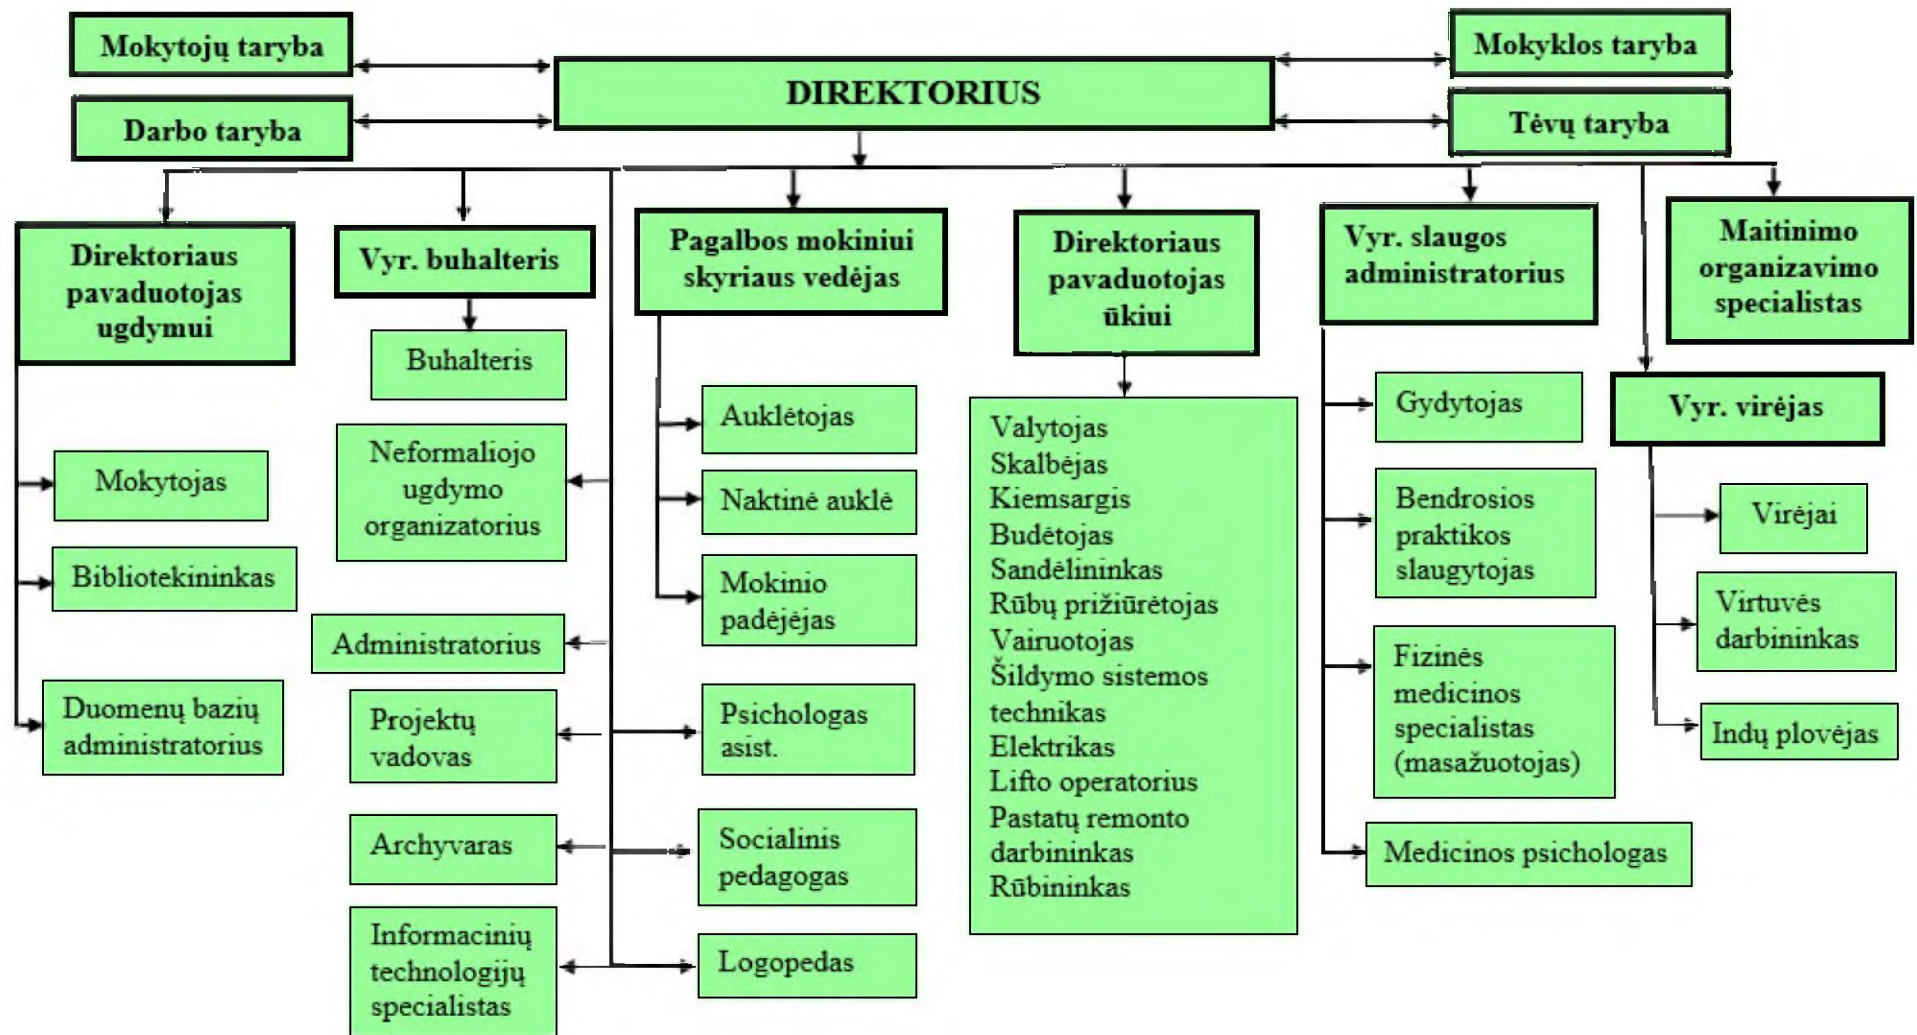 Mokytojų taryba
Mokyklos taryba
DIREKTORIUS
Darbo taryba
Tėvų taryba
Direktoriaus
pavaduotojas
ugdymui
Mokytojas
Bibliotekininkas
Duomenų bazių
administratorius
Vyr. buhalteris
Buhalteris
Neformaliojo
ugdymo
organizatorius
Administratorius
Projektų
vadovas
Archyvaras
Informacinių
technologijų
specialistas
Pagalbos mokiniui
skyriaus vedėjas
Auklėtojas
Naktinė auklė
Mokinio
padėjėjas
Psichologas
asist.
Socialinis
pedagogas
Logopedas
Direktoriaus
pavaduotojas
ūkiui
Valytojas
Skalbėjas
Kiemsargis
Budėtojas
Sandėlininkas
Rūbų prižiūrėtojas
Vairuotojas
Šildymo sistemos
technikas
Elektrikas
Lifto operatorius
Pastatų remonto
darbininkas
Rūbininkas
Vyr. slaugos
administratorius
Gydytojas
Bendrosios
praktikos
slaugytojas
Fizinės
medicinos
specialistas
(masažuotojas)
Medicinos psichologas
Maitinimo
organizavimo
specialistas
Vyr. virėjas
Virėjai
Virtuvės
darbininkas
Indų plovėjas